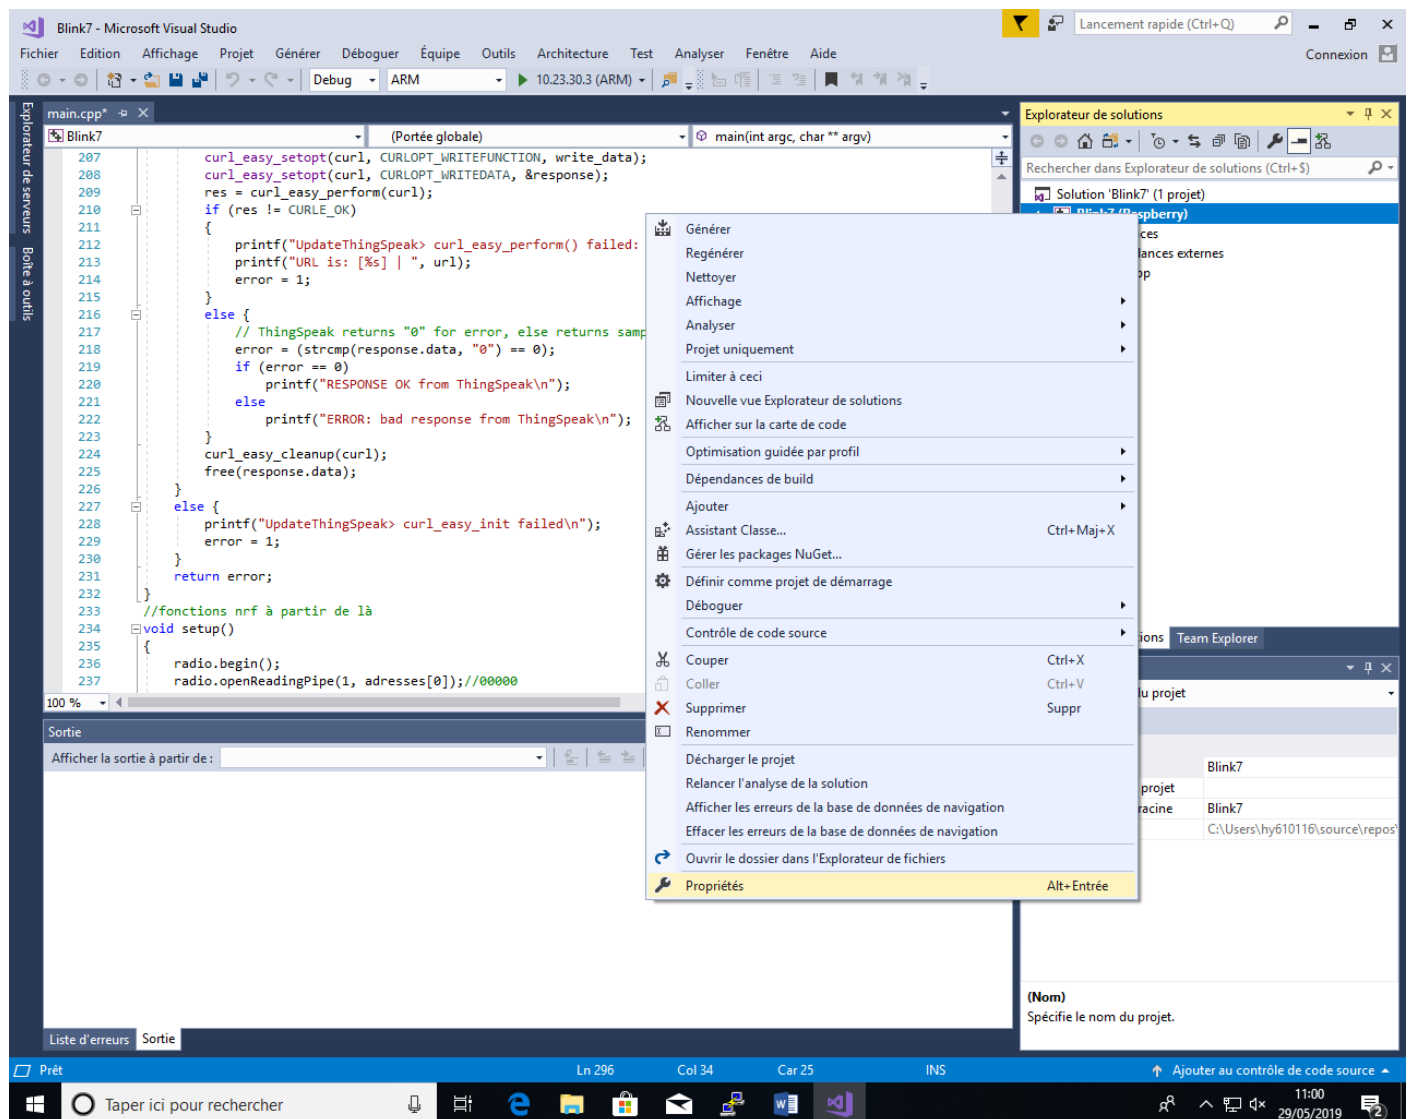 Blink7 - Microsoft Visual Studio
Lancement rapide (Ctrl+Q)
Fichier Edition Affichage Projet Générer Déboguer Équipe Outils Architecture Test Analyser Fenêtre Aide
Connexion
Debug ARM 10.23.30.3 (ARM)
Explorateur de serveurs
Boîte à outils
main.cpp*
Blink7 (Portée globale) main(int argc, char ** argv)
207 curl_easy_setopt(curl, CURLOPT_WRITEFUNCTION, write_data);
208 curl_easy_setopt(curl, CURLOPT_WRITEDATA, &response);
209 res = curl_easy_perform(curl);
210 if (res != CURLE_OK)
211 {
212 printf("UpdateThingSpeak> curl_easy_perform() failed:
213 printf("URL is: [%s] | ", url);
214 error = 1;
215 }
216 else {
217 // ThingSpeak returns "0" for error, else returns samp
218 error = (strcmp(response.data, "0") == 0);
219 if (error == 0)
220 printf("RESPONSE OK from ThingSpeak\n");
221 else
222 printf("ERROR: bad response from ThingSpeak\n");
223 }
224 curl_easy_cleanup(curl);
225 free(response.data);
226 }
227 else {
228 printf("UpdateThingSpeak> curl_easy_init failed\n");
229 error = 1;
230 }
231 return error;
232 }
233 //fonctions nrf à partir de là
234 void setup()
235 {
236 radio.begin();
237 radio.openReadingPipe(1, adresses[0]);//00000
100 %
Sortie
Afficher la sortie à partir de :
Liste d'erreurs Sortie
Générer
Regénérer
Nettoyer
Affichage
Analyser
Projet uniquement
Limiter à ceci
Nouvelle vue Explorateur de solutions
Afficher sur la carte de code
Optimisation guidée par profil
Dépendances de build
Ajouter
Assistant Classe... Ctrl+Maj+X
Gérer les packages NuGet...
Définir comme projet de démarrage
Déboguer
Contrôle de code source
Couper Ctrl+X
Coller Ctrl+V
Supprimer Suppr
Renommer
Décharger le projet
Relancer l'analyse de la solution
Afficher les erreurs de la base de données de navigation
Effacer les erreurs de la base de données de navigation
Ouvrir le dossier dans l'Explorateur de fichiers
Propriétés Alt+Entrée
Explorateur de solutions
Rechercher dans Explorateur de solutions (Ctrl+$)
Solution 'Blink7' (1 projet)
Blink7 (Raspberry)
ces
lances externes
pp
ions Team Explorer
lu projet
Blink7
projet
racine Blink7
C:\Users\hy610116\source\repos\
(Nom)
Spécifie le nom du projet.
Prêt Ln 296 Col 34 Car 25 INS Ajouter au contrôle de code source
Taper ici pour rechercher
11:00
29/05/2019
2